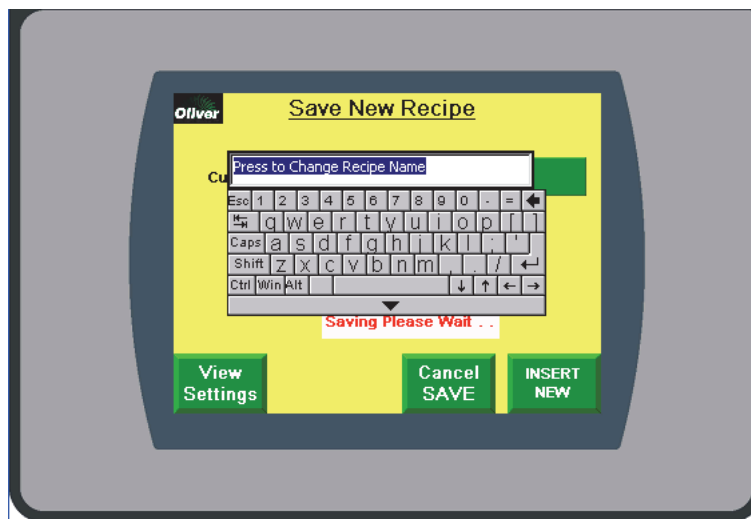 Oliver
Save New Recipe
Cu
Press to Change Recipe Name
Esc 1 2 3 4 5 6 7 8 9 0 - = 
q w e r t y u i o p [ ]
Caps a s d f g h j k l ; '
Shift z x c v b n m , . /
Ctrl Win Alt ↓ ↑ ← →
Saving Please Wait . .
View
Settings
Cancel
SAVE
INSERT
NEW